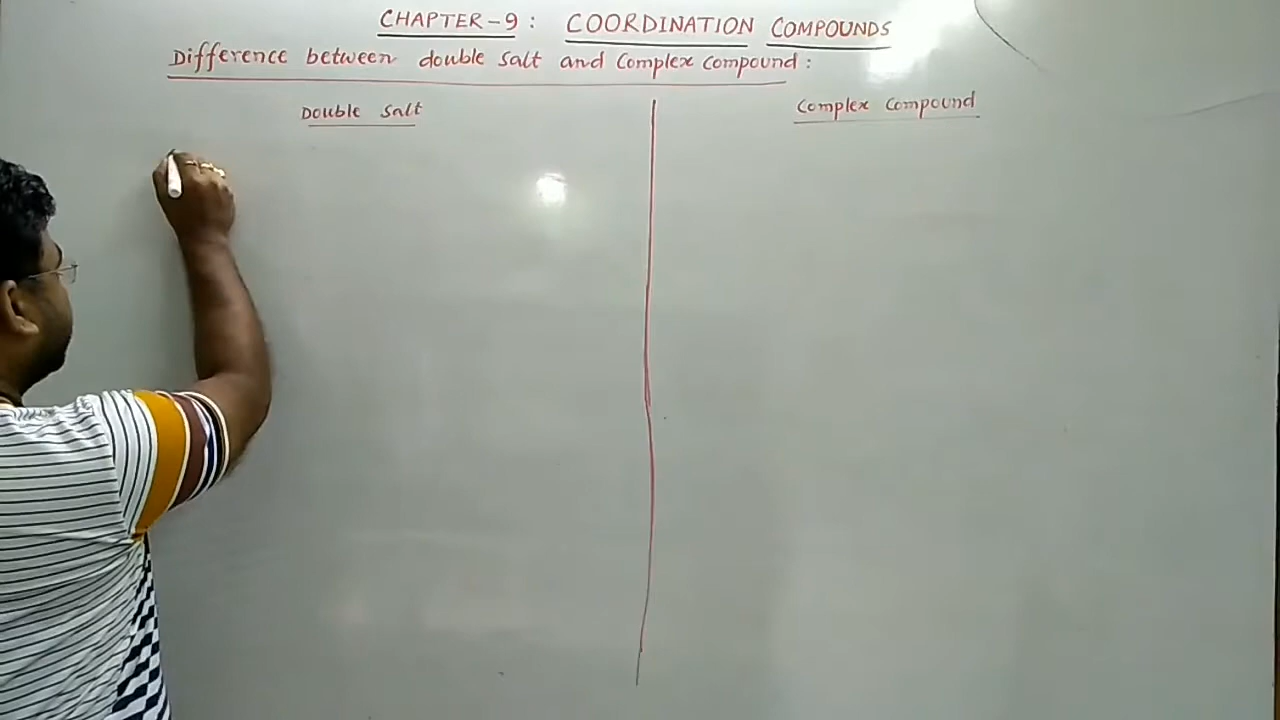 CHAPTER-9: COORDINATION COMPOUNDS
Difference between double salt and Complex Compound:
Double Salt
Complex Compound